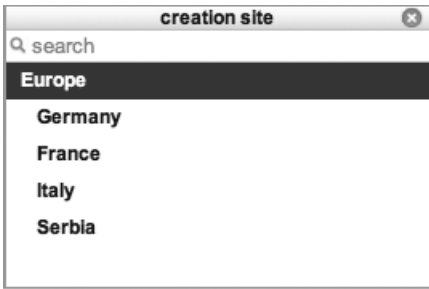 creation site
search
Europe
Germany
France
Italy
Serbia